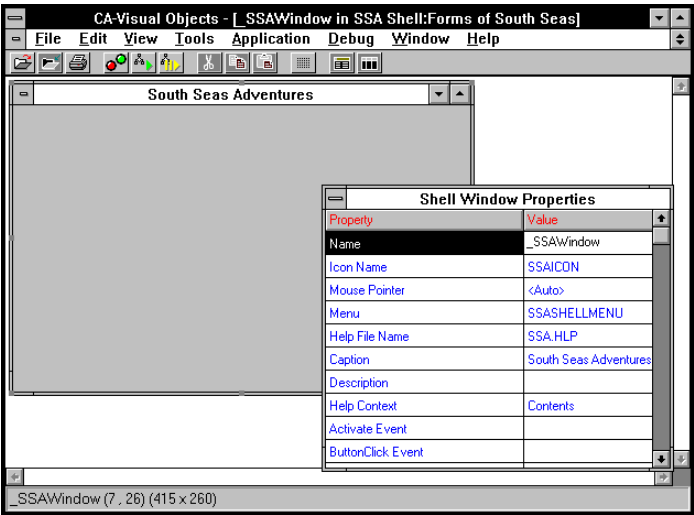 CA-Visual Objects - [_SSAWindow in SSA Shell:Forms of South Seas]
File Edit View Tools Application Debug Window Help
South Seas Adventures
Shell Window Properties
Property Value
Name _SSAWindow
Icon Name SSAICON
Mouse Pointer <Auto>
Menu SSASHELLMENU
Help File Name SSA.HLP
Caption South Seas Adventures
Description
Help Context Contents
Activate Event
ButtonClick Event
_SSAWindow (7 , 26) (415 x 260)